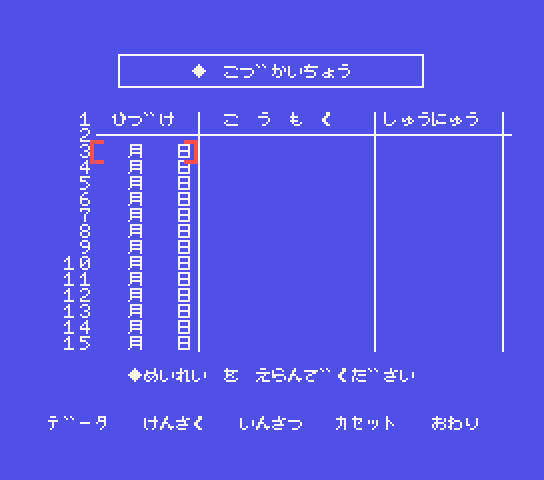 ◆ こづかいちょう
1 ひづけ こ う も く しゅうにゅう
2
3 月 日
4 月 日
5 月 日
6 月 日
7 月 日
8 月 日
9 月 日
10 月 日
11 月 日
12 月 日
13 月 日
14 月 日
15 月 日
◆めいれい を えらんでください
データ けんさく いんさつ カセット おわり